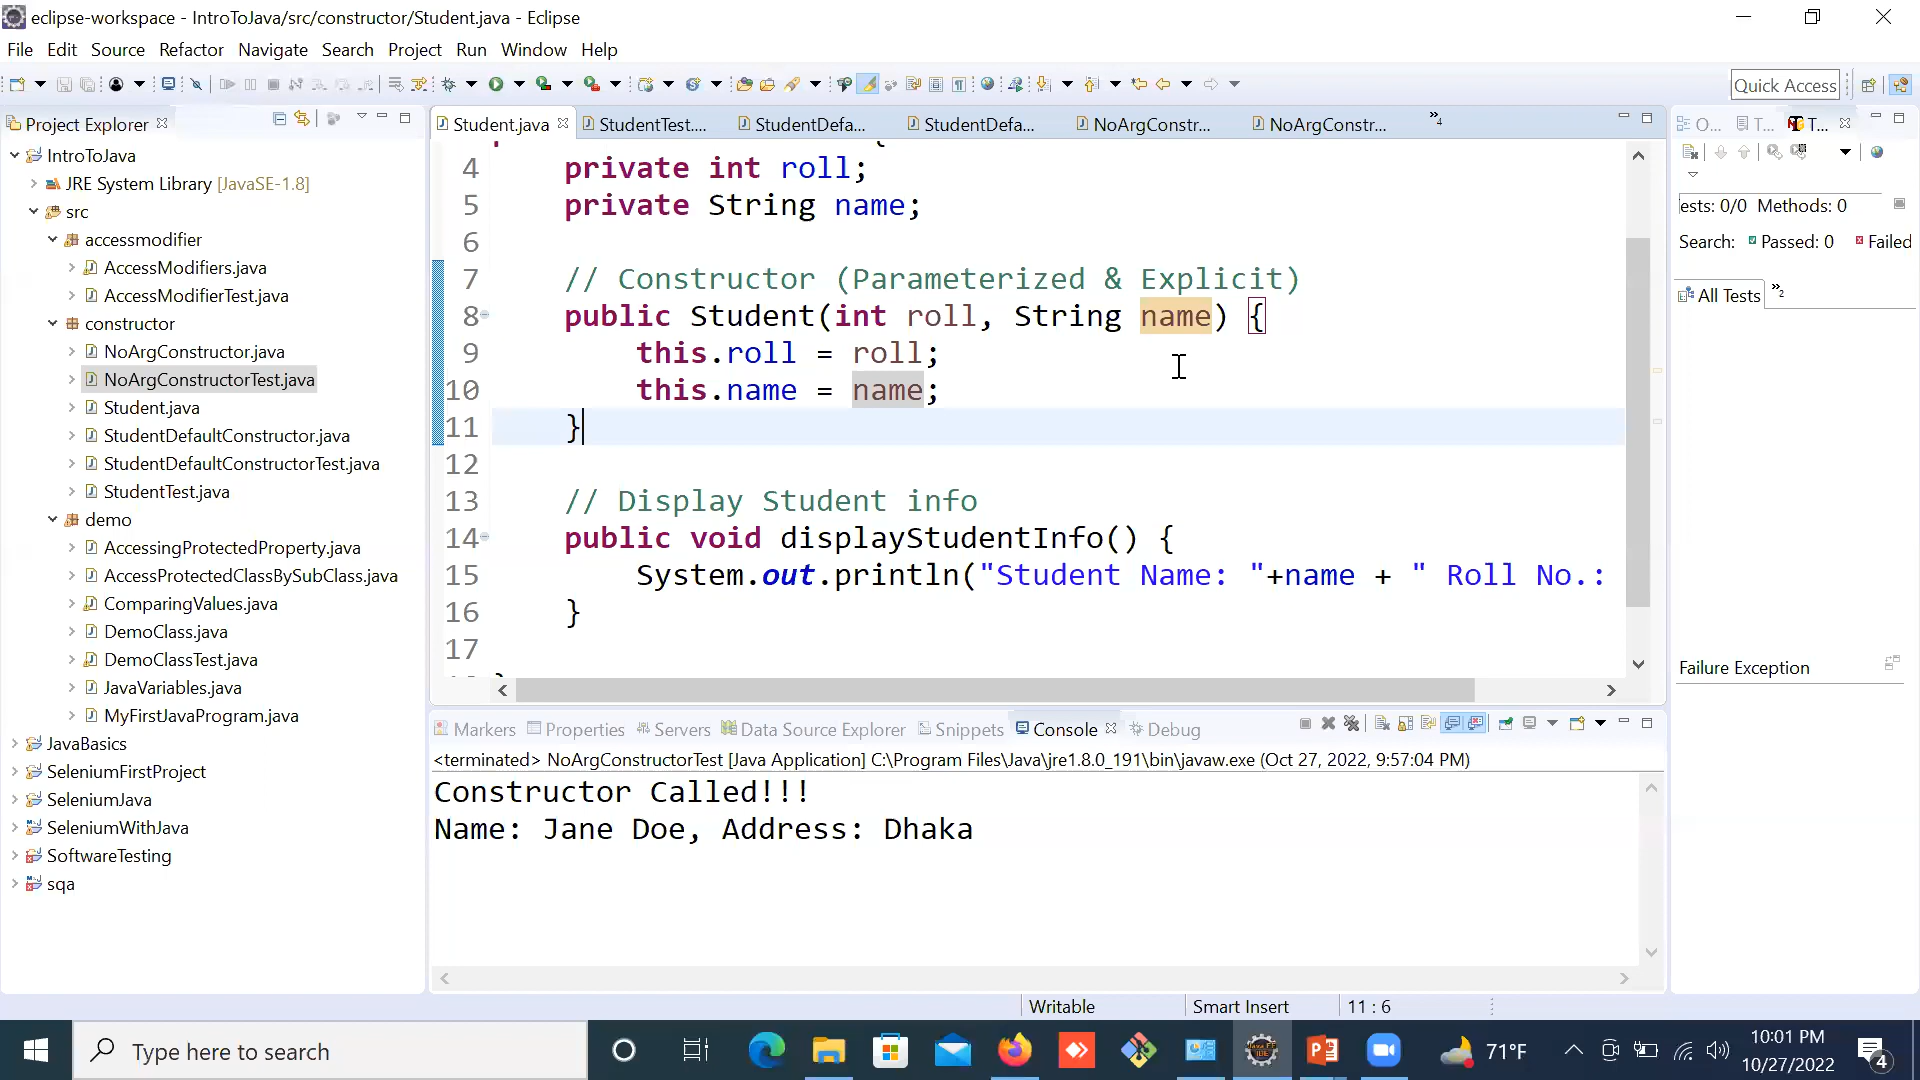 eclipse-workspace - IntroToJava/src/constructor/Student.java - Eclipse
File Edit Source Refactor Navigate Search Project Run Window Help
Quick Access
Project Explorer
IntroToJava
JRE System Library [JavaSE-1.8]
src
accessmodifier
AccessModifiers.java
AccessModifierTest.java
constructor
NoArgConstructor.java
NoArgConstructorTest.java
Student.java
StudentDefaultConstructor.java
StudentDefaultConstructorTest.java
StudentTest.java
demo
AccessingProtectedProperty.java
AccessProtectedClassBySubClass.java
ComparingValues.java
DemoClass.java
DemoClassTest.java
JavaVariables.java
MyFirstJavaProgram.java
JavaBasics
SeleniumFirstProject
SeleniumJava
SeleniumWithJava
SoftwareTesting
sqa
Student.java StudentTest.... StudentDefa... StudentDefa... NoArgConstr... NoArgConstr... »4
4 private int roll;
5 private String name;
6
7 // Constructor (Parameterized & Explicit)
8 public Student(int roll, String name) {
9 this.roll = roll;
10 this.name = name;
11 }
12
13 // Display Student info
14 public void displayStudentInfo() {
15 System.out.println("Student Name: "+name + " Roll No.:
16 }
17
Markers Properties Servers Data Source Explorer Snippets Console Debug
<terminated> NoArgConstructorTest [Java Application] C:\Program Files\Java\jre1.8.0_191\bin\javaw.exe (Oct 27, 2022, 9:57:04 PM)
Constructor Called!!!
Name: Jane Doe, Address: Dhaka
O... T... T...
ests: 0/0 Methods: 0
Search: Passed: 0 Failed
All Tests »2
Failure Exception
Writable Smart Insert 11 : 6
Type here to search
71°F
10:01 PM
10/27/2022
4